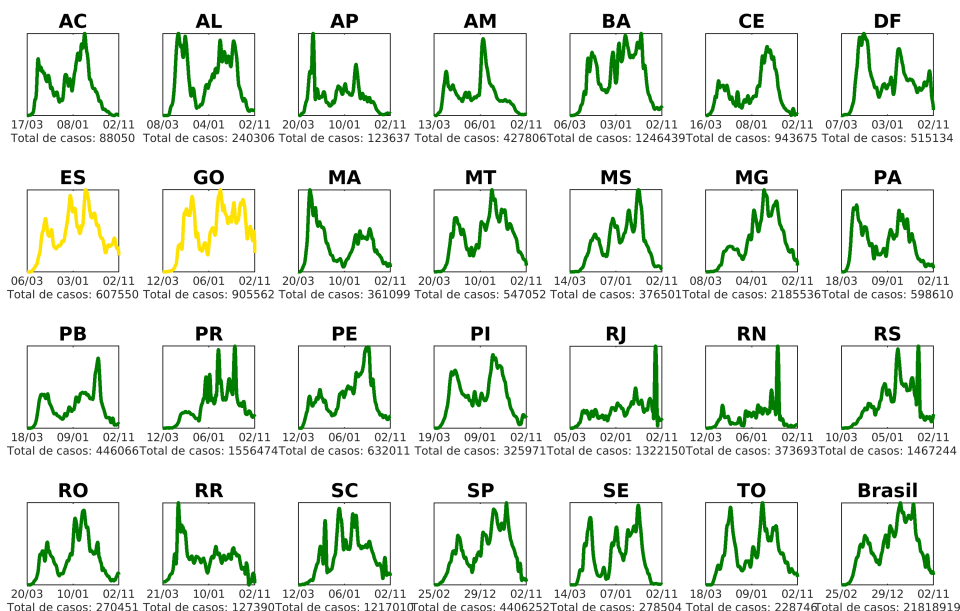 AC AL AP AM BA CE DF
17/03 08/01 02/11 08/03 04/01 02/11 20/03 10/01 02/11 13/03 06/01 02/11 06/03 03/01 02/11 16/03 08/01 02/11 07/03 03/01 02/11
Total de casos: 88050 Total de casos: 240306 Total de casos: 123637 Total de casos: 427806 Total de casos: 1246439 Total de casos: 943675 Total de casos: 515134
ES GO MA MT MS MG PA
06/03 03/01 02/11 12/03 06/01 02/11 20/03 10/01 02/11 20/03 10/01 02/11 14/03 07/01 02/11 08/03 04/01 02/11 18/03 09/01 02/11
Total de casos: 607550 Total de casos: 905562 Total de casos: 361099 Total de casos: 547052 Total de casos: 376501 Total de casos: 2185536 Total de casos: 598610
PB PR PE PI RJ RN RS
18/03 09/01 02/11 12/03 06/01 02/11 12/03 06/01 02/11 19/03 09/01 02/11 05/03 02/01 02/11 12/03 06/01 02/11 10/03 05/01 02/11
Total de casos: 446066 Total de casos: 1556474 Total de casos: 632011 Total de casos: 325971 Total de casos: 1322150 Total de casos: 373693 Total de casos: 1467244
RO RR SC SP SE TO Brasil
20/03 10/01 02/11 21/03 10/01 02/11 12/03 06/01 02/11 25/02 29/12 02/11 14/03 07/01 02/11 18/03 09/01 02/11 25/02 29/12 02/11
Total de casos: 270451 Total de casos: 127390 Total de casos: 1217010 Total de casos: 4406252 Total de casos: 278504 Total de casos: 228746 Total de casos: 21818919